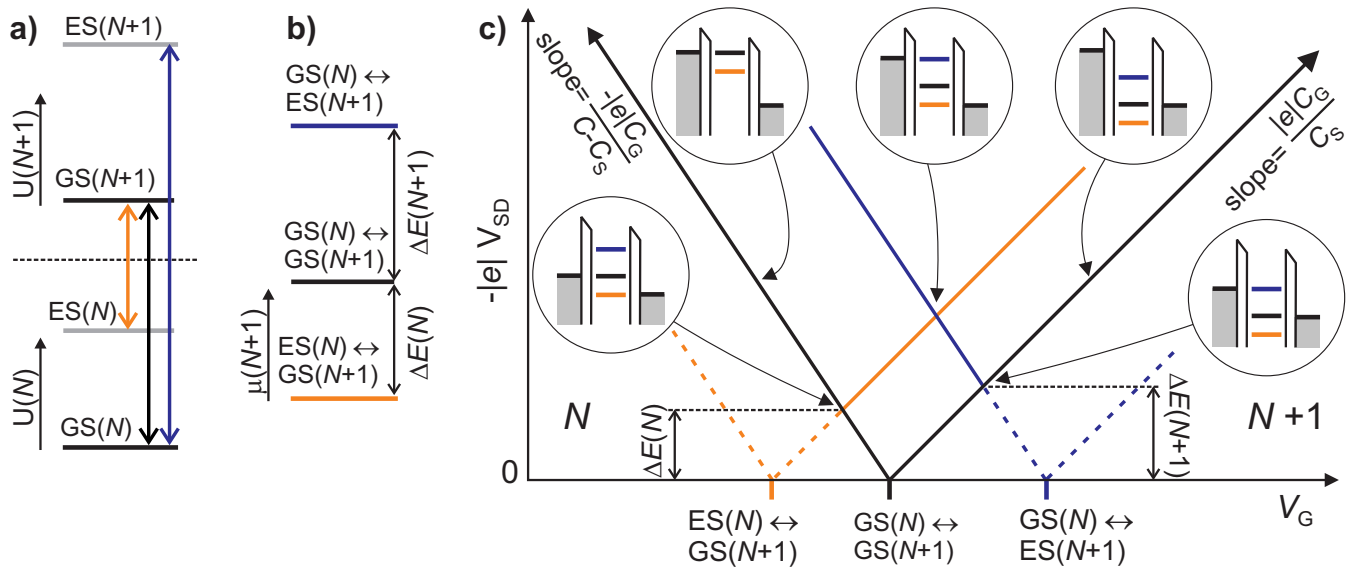 a)
ES(N+1)
U(N+1)
GS(N+1)
ES(N)
U(N)
GS(N)
b)
GS(N) ↔
ES(N+1)
ΔE(N+1)
GS(N) ↔
GS(N+1)
ΔE(N)
μ(N+1)
ES(N) ↔
GS(N+1)
c)
-|e| V_SD
slope= -|e|C_G
C-C_S
slope= |e|C_G
C_S
N
N +1
ΔE(N)
ΔE(N+1)
0
V_G
ES(N) ↔
GS(N+1)
GS(N) ↔
GS(N+1)
GS(N) ↔
ES(N+1)